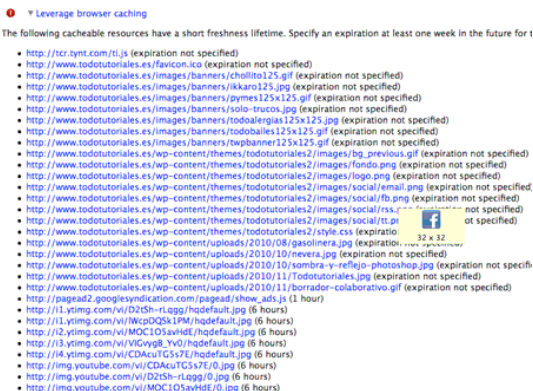 Leverage browser caching
The following cacheable resources have a short freshness lifetime. Specify an expiration at least one week in the future for t
http://tcr.tynt.com/ti.js (expiration not specified)
http://www.todotutoriales.es/favicon.ico (expiration not specified)
http://www.todotutoriales.es/images/banners/chollito125.gif (expiration not specified)
http://www.todotutoriales.es/images/banners/ikkaro125.jpg (expiration not specified)
http://www.todotutoriales.es/images/banners/pymes125x125.gif (expiration not specified)
http://www.todotutoriales.es/images/banners/solo-trucos.jpg (expiration not specified)
http://www.todotutoriales.es/images/banners/todoalergias125x125.jpg (expiration not specified)
http://www.todotutoriales.es/images/banners/todobailes125x125.gif (expiration not specified)
http://www.todotutoriales.es/images/banners/twpbanner125x125.gif (expiration not specified)
http://www.todotutoriales.es/wp-content/themes/todotutoriales2/images/bg_previous.gif (expiration not specified)
http://www.todotutoriales.es/wp-content/themes/todotutoriales2/images/fondo.png (expiration not specified)
http://www.todotutoriales.es/wp-content/themes/todotutoriales2/images/logo.png (expiration not specified)
http://www.todotutoriales.es/wp-content/themes/todotutoriales2/images/social/email.png (expiration not specified
http://www.todotutoriales.es/wp-content/themes/todotutoriales2/images/social/fb.png (expiration not specified)
http://www.todotutoriales.es/wp-content/themes/todotutoriales2/images/social/rss. not specified)
http://www.todotutoriales.es/wp-content/themes/todotutoriales2/images/social/tt.p ot specified)
http://www.todotutoriales.es/wp-content/themes/todotutoriales2/style.css (expiratio
32 x 32
http://www.todotutoriales.es/wp-content/uploads/2010/08/gasolinera.jpg (expiration
http://www.todotutoriales.es/wp-content/uploads/2010/10/nevera.jpg (expiration not specified)
http://www.todotutoriales.es/wp-content/uploads/2010/10/sombra-y-reflejo-photoshop.jpg (expiration not specifi
http://www.todotutoriales.es/wp-content/uploads/2010/11/Todotutoriales.jpg (expiration not specified)
http://www.todotutoriales.es/wp-content/uploads/2010/11/borrador-colaborativo.gif (expiration not specified)
http://pagead2.googlesyndication.com/pagead/show_ads.js (1 hour)
http://i1.ytimg.com/vi/D2tSh-rLqgg/hqdefault.jpg (6 hours)
http://i1.ytimg.com/vi/lWcpDQSk1PM/hqdefault.jpg (6 hours)
http://i2.ytimg.com/vi/MOC1O5avHdE/hqdefault.jpg (6 hours)
http://i3.ytimg.com/vi/VlGvygB_Yv0/hqdefault.jpg (6 hours)
http://i4.ytimg.com/vi/CDAcuTG5s7E/hqdefault.jpg (6 hours)
http://img.youtube.com/vi/CDAcuTG5s7E/0.jpg (6 hours)
http://img.youtube.com/vi/D2tSh-rLqgg/0.jpg (6 hours)
http://img.youtube.com/vi/MOC1O5avHdE/0.jpg (6 hours)